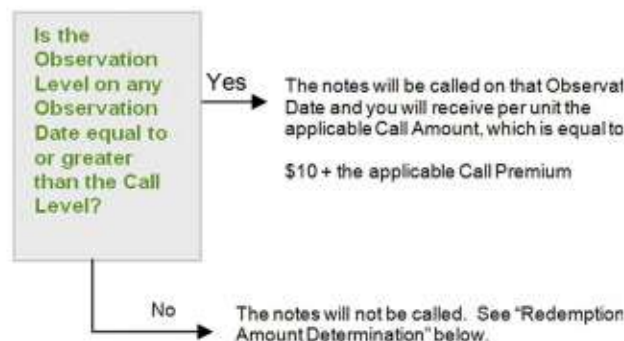 Is the
Observation
Level on any
Observation
Date equal to
or greater
than the Call
Level?
Yes
The notes will be called on that Observat
Date and you will receive per unit the
applicable Call Amount, which is equal to
$10 + the applicable Call Premium
No
The notes will not be called. See "Redemption
Amount Determination" below.